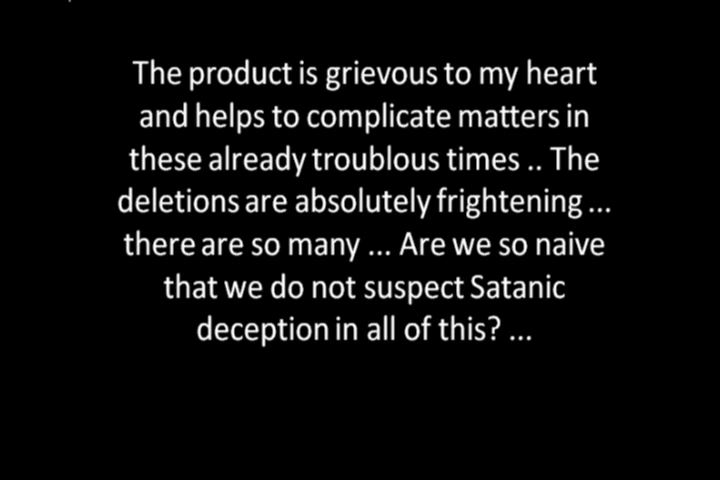 The product is grievous to my heart
and helps to complicate matters in
these already troublous times .. The
deletions are absolutely frightening ...
there are so many ... Are we so naive
that we do not suspect Satanic
deception in all of this? ...